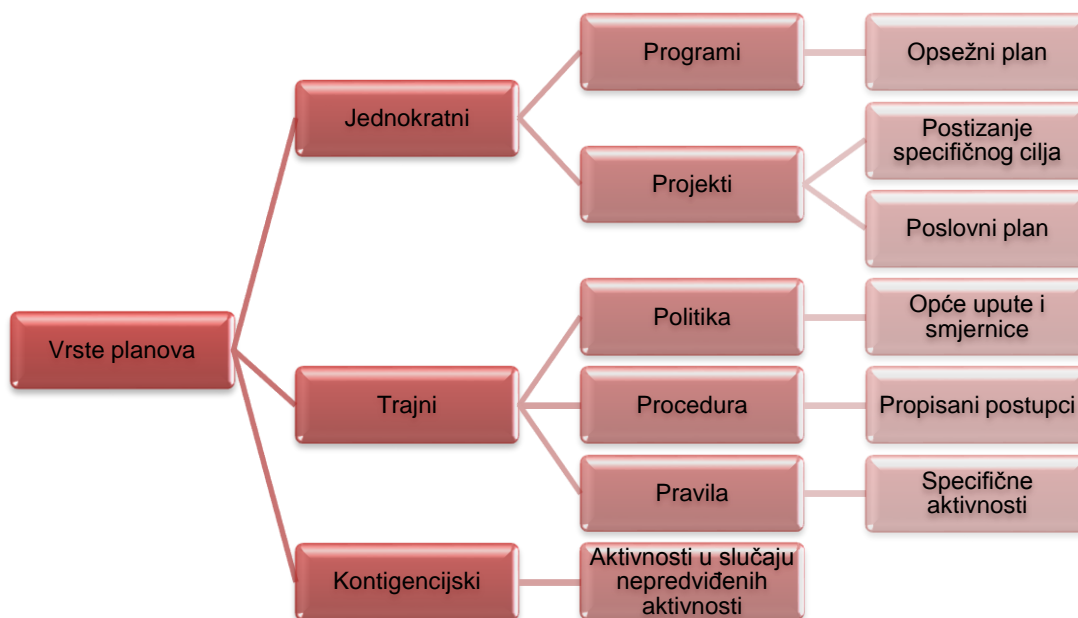 Vrste planova
Jednokratni
Programi
Opsežni plan
Projekti
Postizanje
specifičnog cilja
Poslovni plan
Trajni
Politika
Opće upute i
smjernice
Procedura
Propisani postupci
Pravila
Specifične
aktivnosti
Kontigencijski
Aktivnosti u slučaju
nepredviđenih
aktivnosti